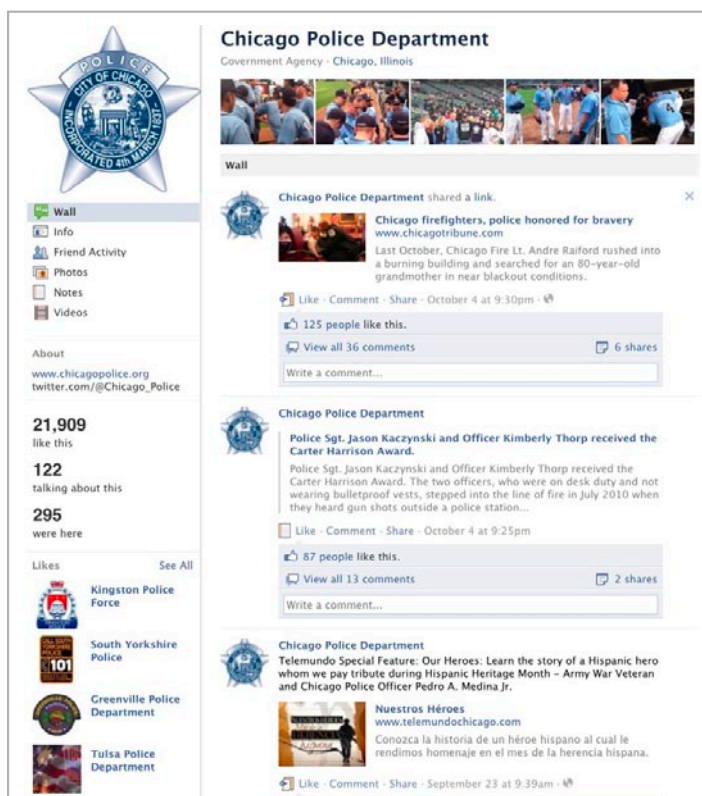 POLICE
CITY OF CHICAGO
INCORPORATED 4th MARCH 1837
Wall
Info
Friend Activity
Photos
Notes
Videos
About
www.chicagopolice.org
twitter.com/@Chicago_Police
21,909
like this
122
talking about this
295
were here
Likes See All
Kingston Police
Force
South Yorkshire
Police
101
Greenville Police
Department
Tulsa Police
Department
Chicago Police Department
Government Agency · Chicago, Illinois
Wall
Chicago Police Department shared a link.
Chicago firefighters, police honored for bravery
www.chicagotribune.com
Last October, Chicago Fire Lt. Andre Raiford rushed into
a burning building and searched for an 80-year-old
grandmother in near blackout conditions.
Like · Comment · Share · October 4 at 9:30pm ·
125 people like this.
View all 36 comments 6 shares
Write a comment...
Chicago Police Department
Police Sgt. Jason Kaczynski and Officer Kimberly Thorp received the
Carter Harrison Award.
Police Sgt. Jason Kaczynski and Officer Kimberly Thorp received the
Carter Harrison Award. The two officers, who were on desk duty and not
wearing bulletproof vests, stepped into the line of fire in July 2010 when
they heard gun shots outside a police station...
Like · Comment · Share · October 4 at 9:25pm
87 people like this.
View all 13 comments 2 shares
Write a comment...
Chicago Police Department
Telemundo Special Feature: Our Heroes: Learn the story of a Hispanic hero
whom we pay tribute during Hispanic Heritage Month – Army War Veteran
and Chicago Police Officer Pedro A. Medina Jr.
Nuestros Héroes
www.telemundochicago.com
Conozca la historia de un héroe hispano al cual le
rendimos homenaje en el mes de la herencia hispana.
Like · Comment · Share · September 23 at 9:39am ·